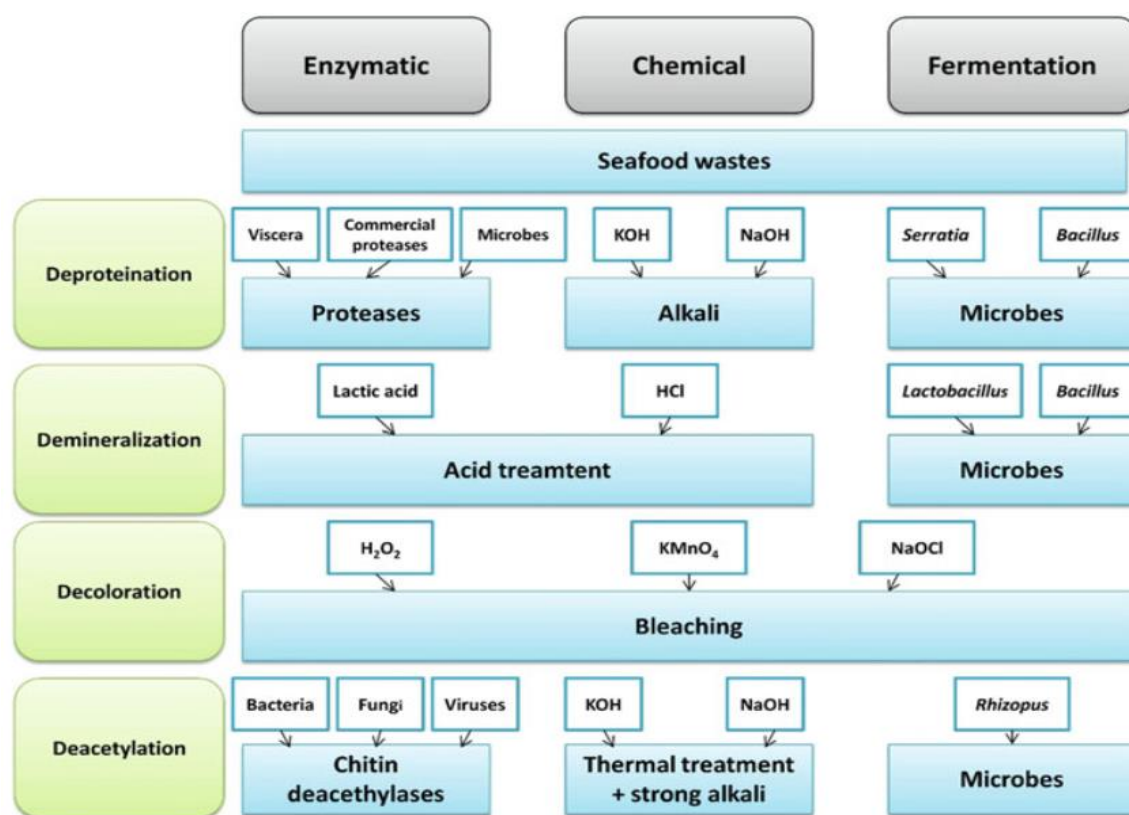 Enzymatic
Chemical
Fermentation
Seafood wastes
Deproteination
Viscera
Commercial
proteases
Microbes
KOH
NaOH
Serratia
Bacillus
Proteases
Alkali
Microbes
Demineralization
Lactic acid
HCl
Lactobacillus
Bacillus
Acid treamtent
Microbes
Decoloration
H₂O₂
KMnO₄
NaOCl
Bleaching
Deacetylation
Bacteria
Fungi
Viruses
KOH
NaOH
Rhizopus
Chitin
deacethylases
Thermal treatment
+ strong alkali
Microbes